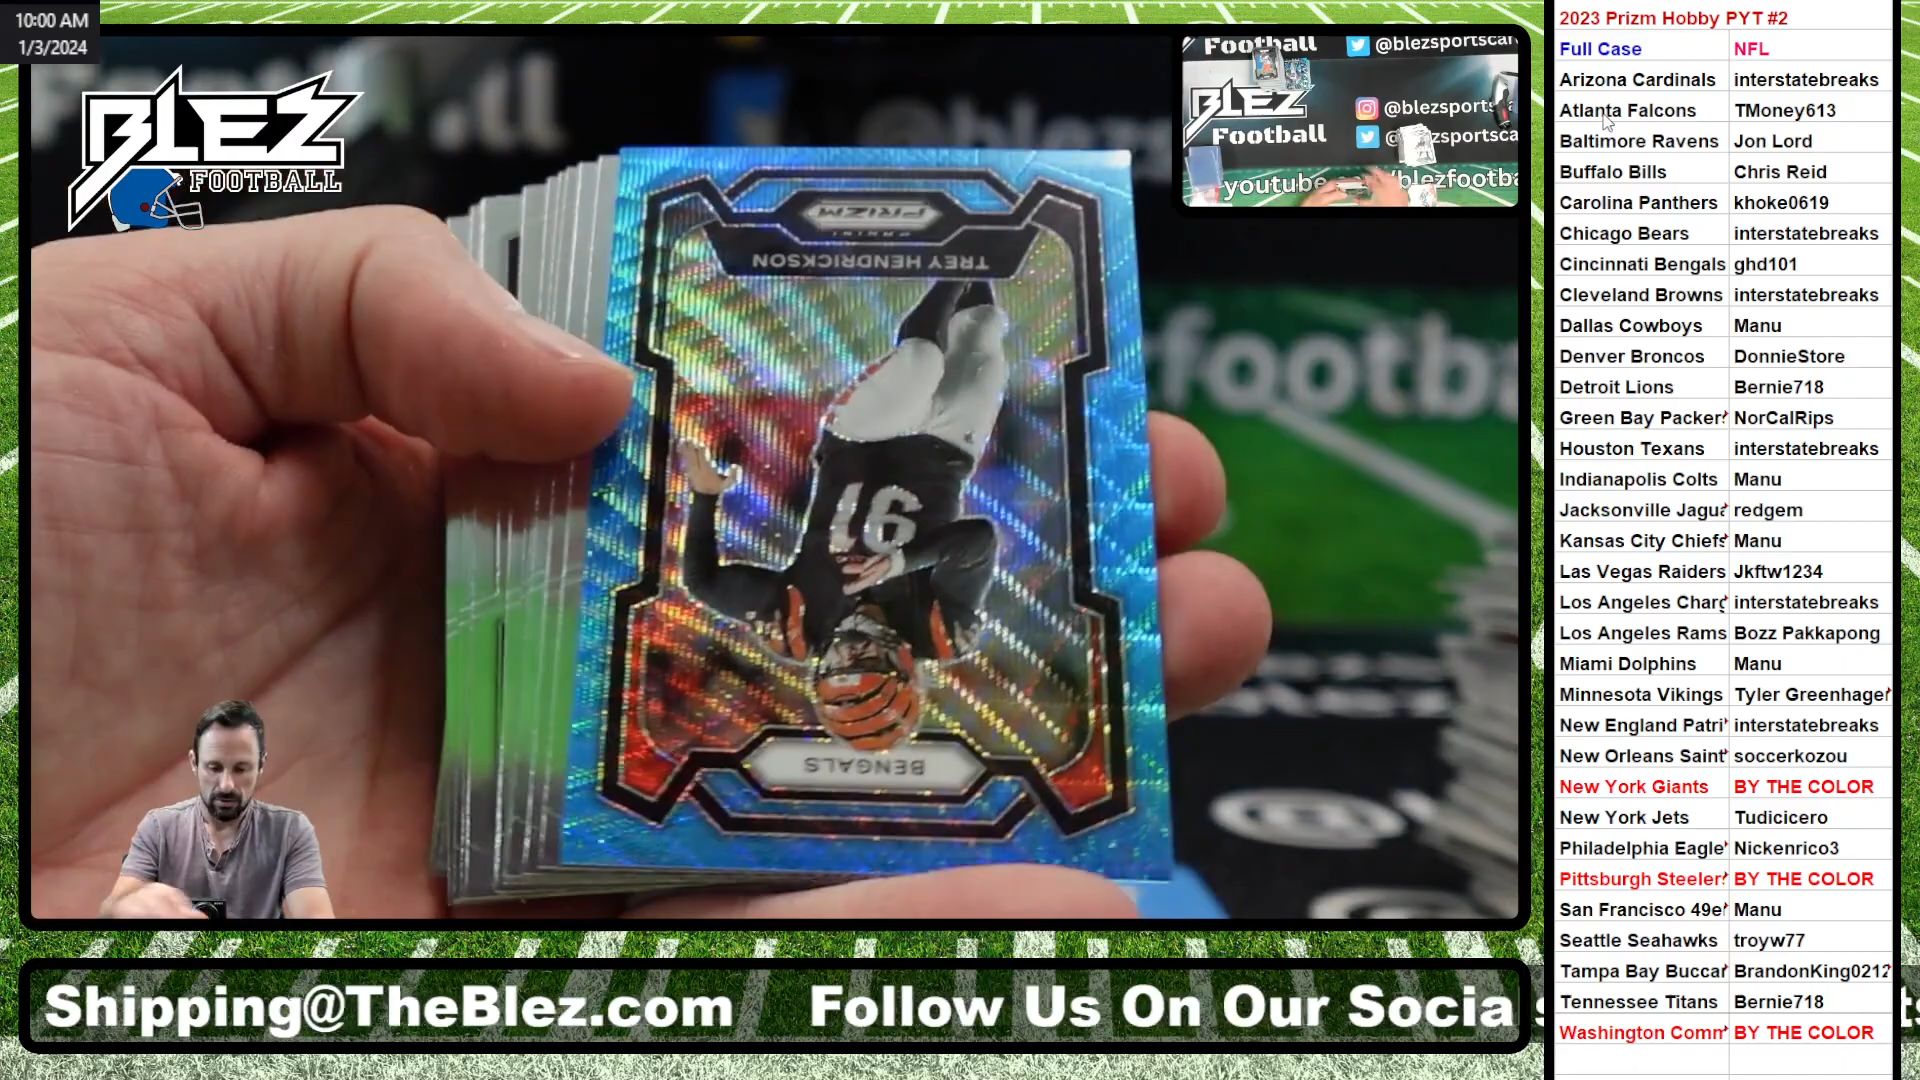 10:00 AM
1/3/2024
BLEZ
FOOTBALL
PANINI
PRIZM
TREY HENDRICKSON
91
BENGALS
football
Football @blezsportscar
BLEZ @blezsports
Football
youtube /blezfootba
Shipping@TheBlez.com Follow Us On Our Socia
2023 Prizm Hobby PYT #2
Full Case NFL
Arizona Cardinals interstatebreaks
Atlanta Falcons TMoney613
Baltimore Ravens Jon Lord
Buffalo Bills Chris Reid
Carolina Panthers khoke0619
Chicago Bears interstatebreaks
Cincinnati Bengals ghd101
Cleveland Browns interstatebreaks
Dallas Cowboys Manu
Denver Broncos DonnieStore
Detroit Lions Bernie718
Green Bay Packer NorCalRips
Houston Texans interstatebreaks
Indianapolis Colts Manu
Jacksonville Jagu redgem
Kansas City Chiefs Manu
Las Vegas Raiders Jkftw1234
Los Angeles Charg interstatebreaks
Los Angeles Rams Bozz Pakkapong
Miami Dolphins Manu
Minnesota Vikings Tyler Greenhage
New England Patri interstatebreaks
New Orleans Saint soccerkozou
New York Giants BY THE COLOR
New York Jets Tudicicero
Philadelphia Eagle Nickenrico3
Pittsburgh Steeler BY THE COLOR
San Francisco 49e Manu
Seattle Seahawks troyw77
Tampa Bay Bucca BrandonKing0212
Tennessee Titans Bernie718
Washington Comm BY THE COLOR